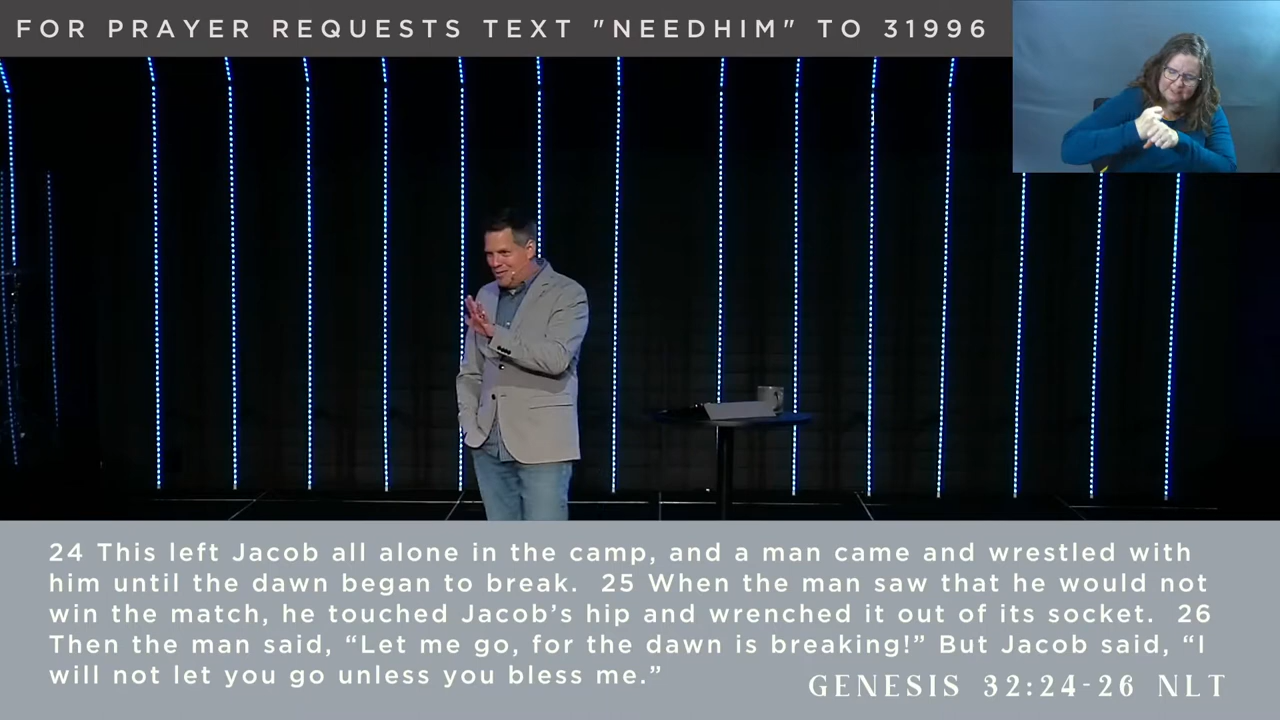 FOR PRAYER REQUESTS TEXT "NEEDHIM" TO 31996
24 This left Jacob all alone in the camp, and a man came and wrestled with
him until the dawn began to break.  25 When the man saw that he would not
win the match, he touched Jacob’s hip and wrenched it out of its socket.  26
Then the man said, “Let me go, for the dawn is breaking!” But Jacob said, “I
will not let you go unless you bless me.”
GENESIS 32:24-26 NLT